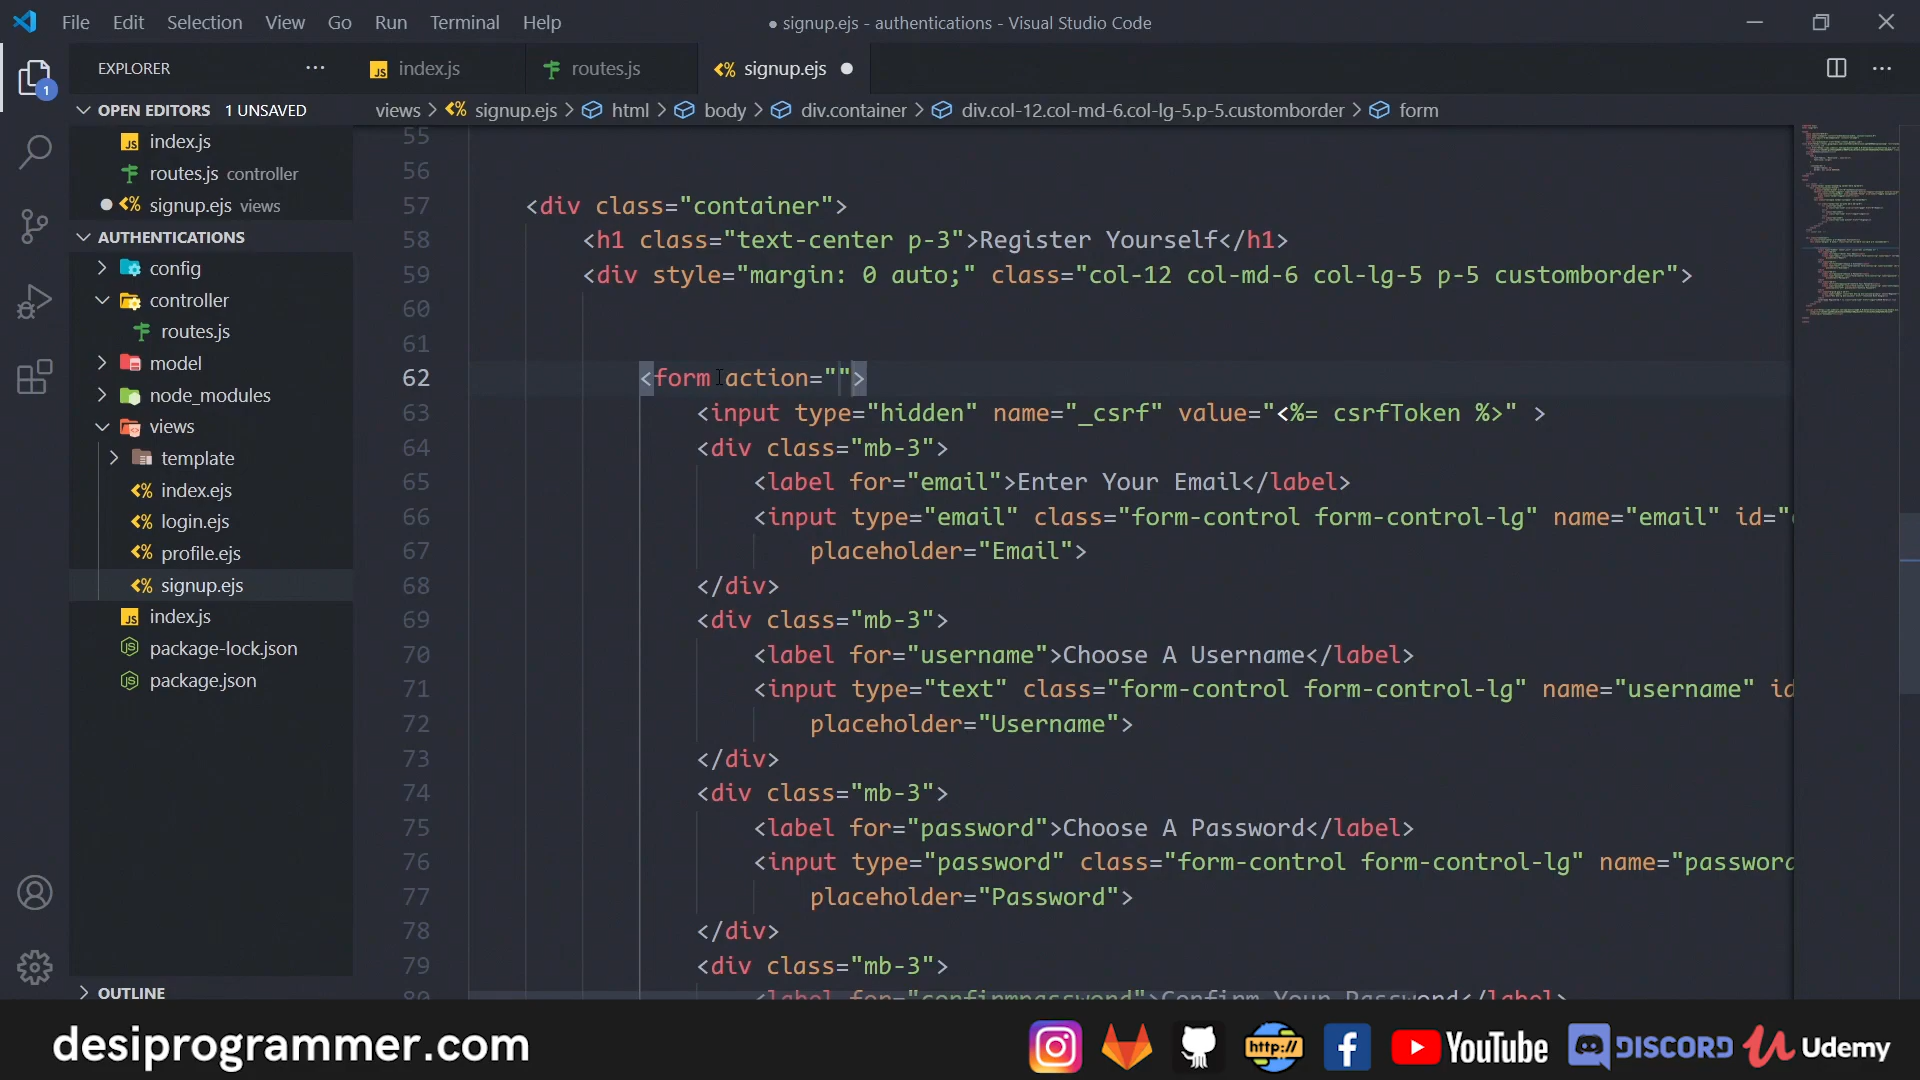 File Edit Selection View Go Run Terminal Help
● signup.ejs - authentications - Visual Studio Code
EXPLORER
index.js
routes.js
signup.ejs
1
OPEN EDITORS 1 UNSAVED
index.js
routes.js controller
signup.ejs views
AUTHENTICATIONS
config
controller
routes.js
model
node_modules
views
template
index.ejs
login.ejs
profile.ejs
signup.ejs
index.js
package-lock.json
package.json
OUTLINE
views > signup.ejs > html > body > div.container > div.col-12.col-md-6.col-lg-5.p-5.customborder > form
55
56
57 <div class="container">
58 <h1 class="text-center p-3">Register Yourself</h1>
59 <div style="margin: 0 auto;" class="col-12 col-md-6 col-lg-5 p-5 customborder">
60
61
62 <form action="">
63 <input type="hidden" name="_csrf" value="<%= csrfToken %>" >
64 <div class="mb-3">
65 <label for="email">Enter Your Email</label>
66 <input type="email" class="form-control form-control-lg" name="email" id="
67 placeholder="Email">
68 </div>
69 <div class="mb-3">
70 <label for="username">Choose A Username</label>
71 <input type="text" class="form-control form-control-lg" name="username" id
72 placeholder="Username">
73 </div>
74 <div class="mb-3">
75 <label for="password">Choose A Password</label>
76 <input type="password" class="form-control form-control-lg" name="password
77 placeholder="Password">
78 </div>
79 <div class="mb-3">
80 <label for="confirmpassword">Confirm Your Password</label>
desiprogrammer.com
http://
YouTube
DISCORD
Udemy